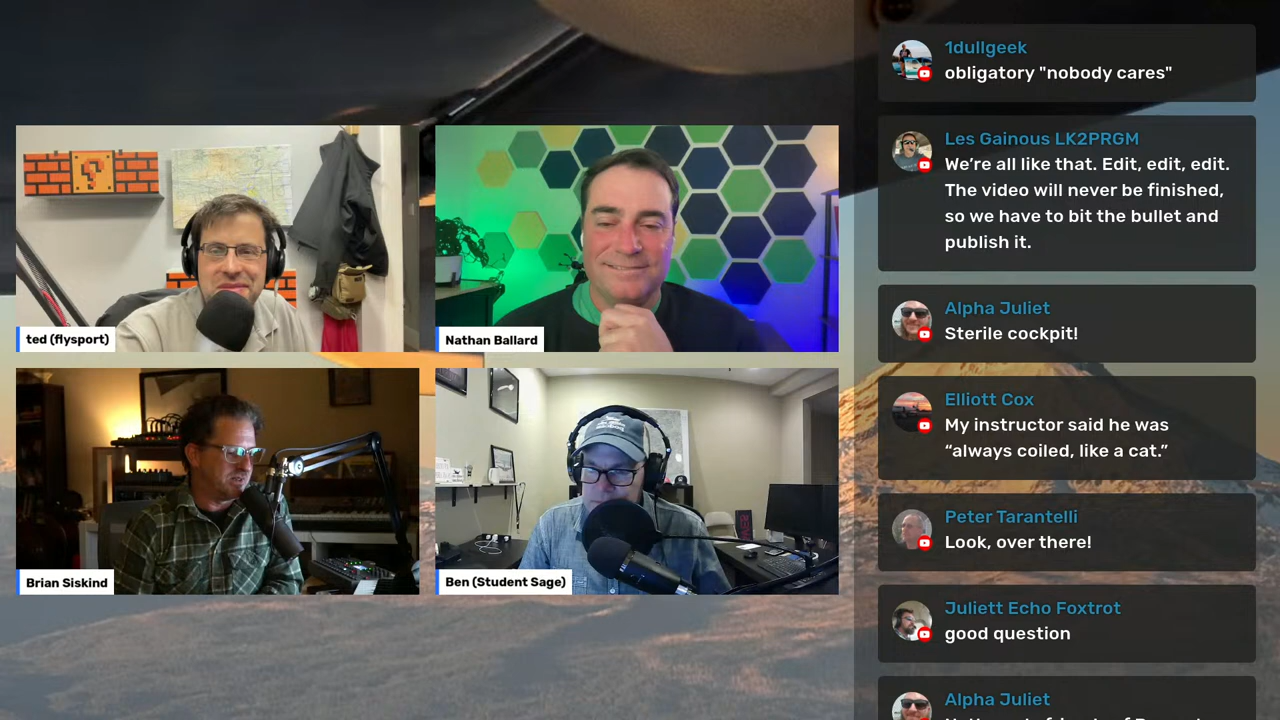 ted (flysport)
Nathan Ballard
Brian Siskind
Ben (Student Sage)
1dullgeek
obligatory "nobody cares"
Les Gainous LK2PRGM
We’re all like that. Edit, edit, edit.
The video will never be finished,
so we have to bit the bullet and
publish it.
Alpha Juliet
Sterile cockpit!
Elliott Cox
My instructor said he was
“always coiled, like a cat.”
Peter Tarantelli
Look, over there!
Juliett Echo Foxtrot
good question
Alpha Juliet